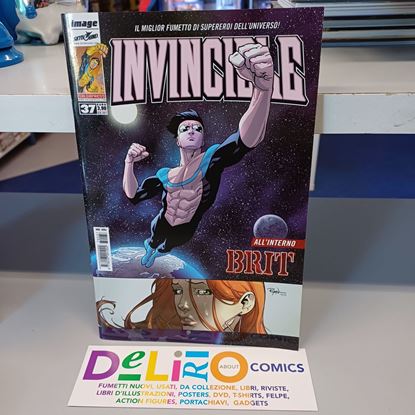 image
IL MIGLIOR FUMETTO DI SUPEREROI DELL'UNIVERSO!
INVINCIBLE
37
ALL'INTERNO
BRIT
DeLiRiO
ABOUT
COMICS
FUMETTI NUOVI, USATI, DA COLLEZIONE, LIBRI, RIVISTE,
LIBRI D'ILLUSTRAZIONI, POSTERS, DVD, T-SHIRTS, FELPE,
ACTION FIGURES, PORTACHIAVI, GADGETS